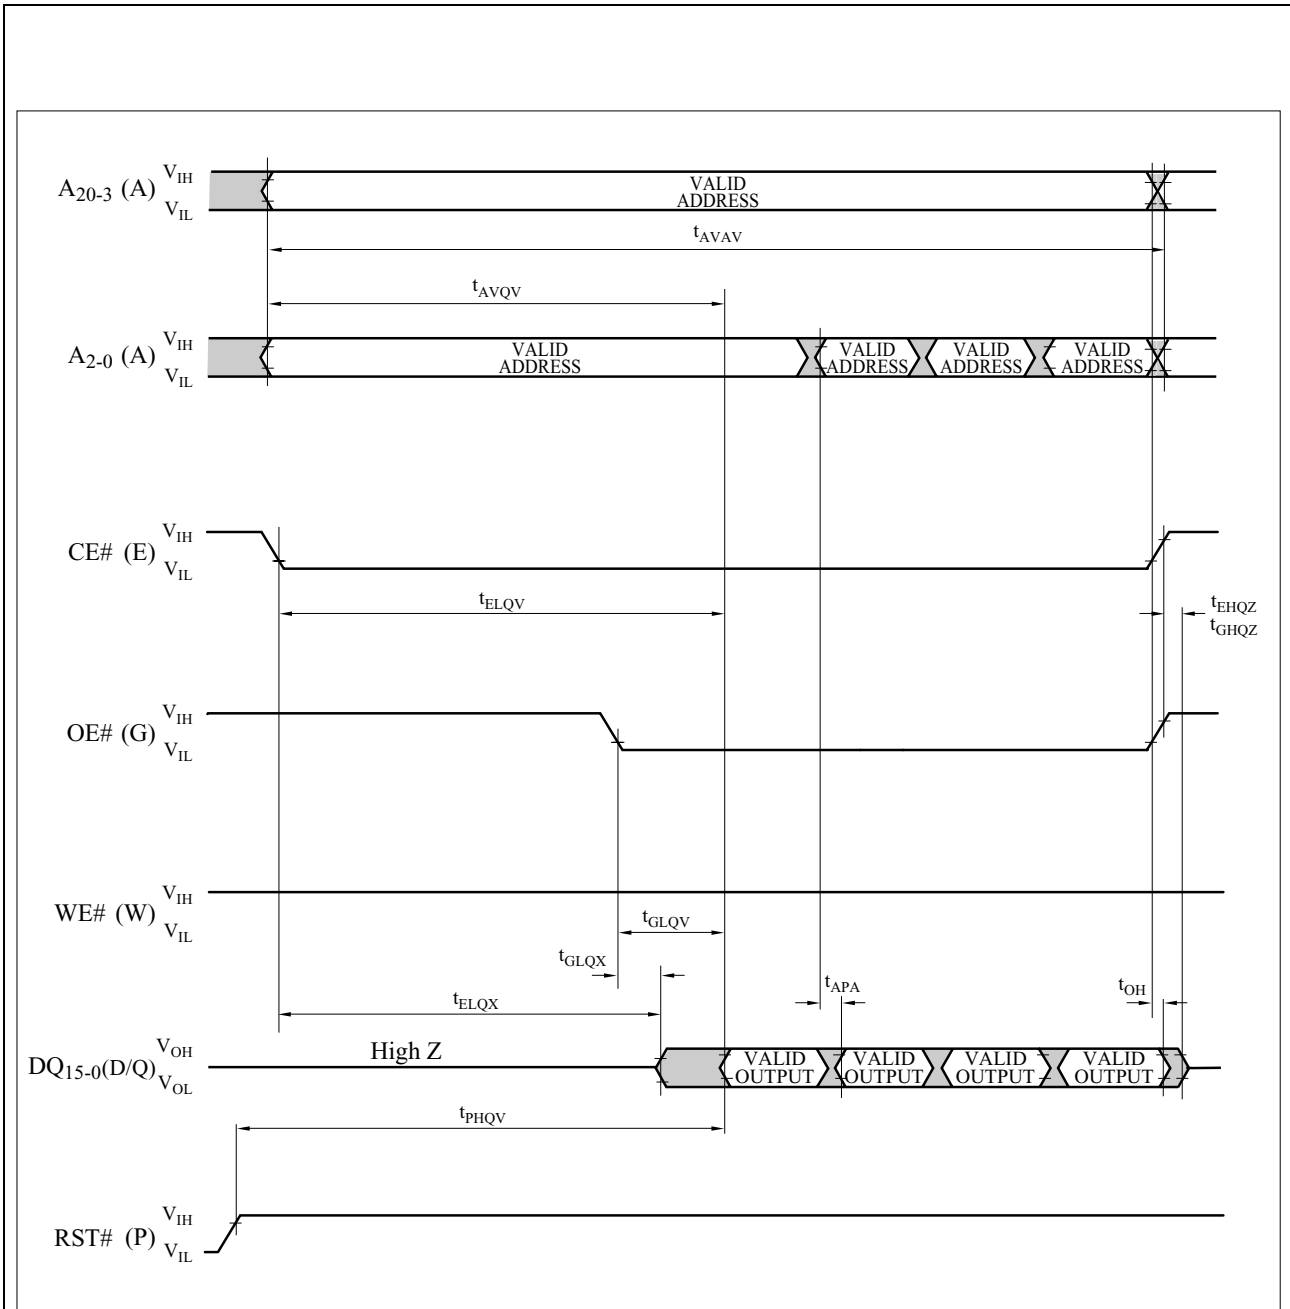 A20-3 (A) VIH VIL VALID ADDRESS
tAVAV
tAVQV
A2-0 (A) VIH VIL VALID ADDRESS VALID ADDRESS VALID ADDRESS VALID ADDRESS
CE# (E) VIH VIL
tELQV
tEHQZ
tGHQZ
OE# (G) VIH VIL
WE# (W) VIH VIL
tGLQV
tGLQX
tELQX
tAPA
tOH
DQ15-0(D/Q) VOH VOL High Z VALID OUTPUT VALID OUTPUT VALID OUTPUT VALID OUTPUT
tPHQV
RST# (P) VIH VIL